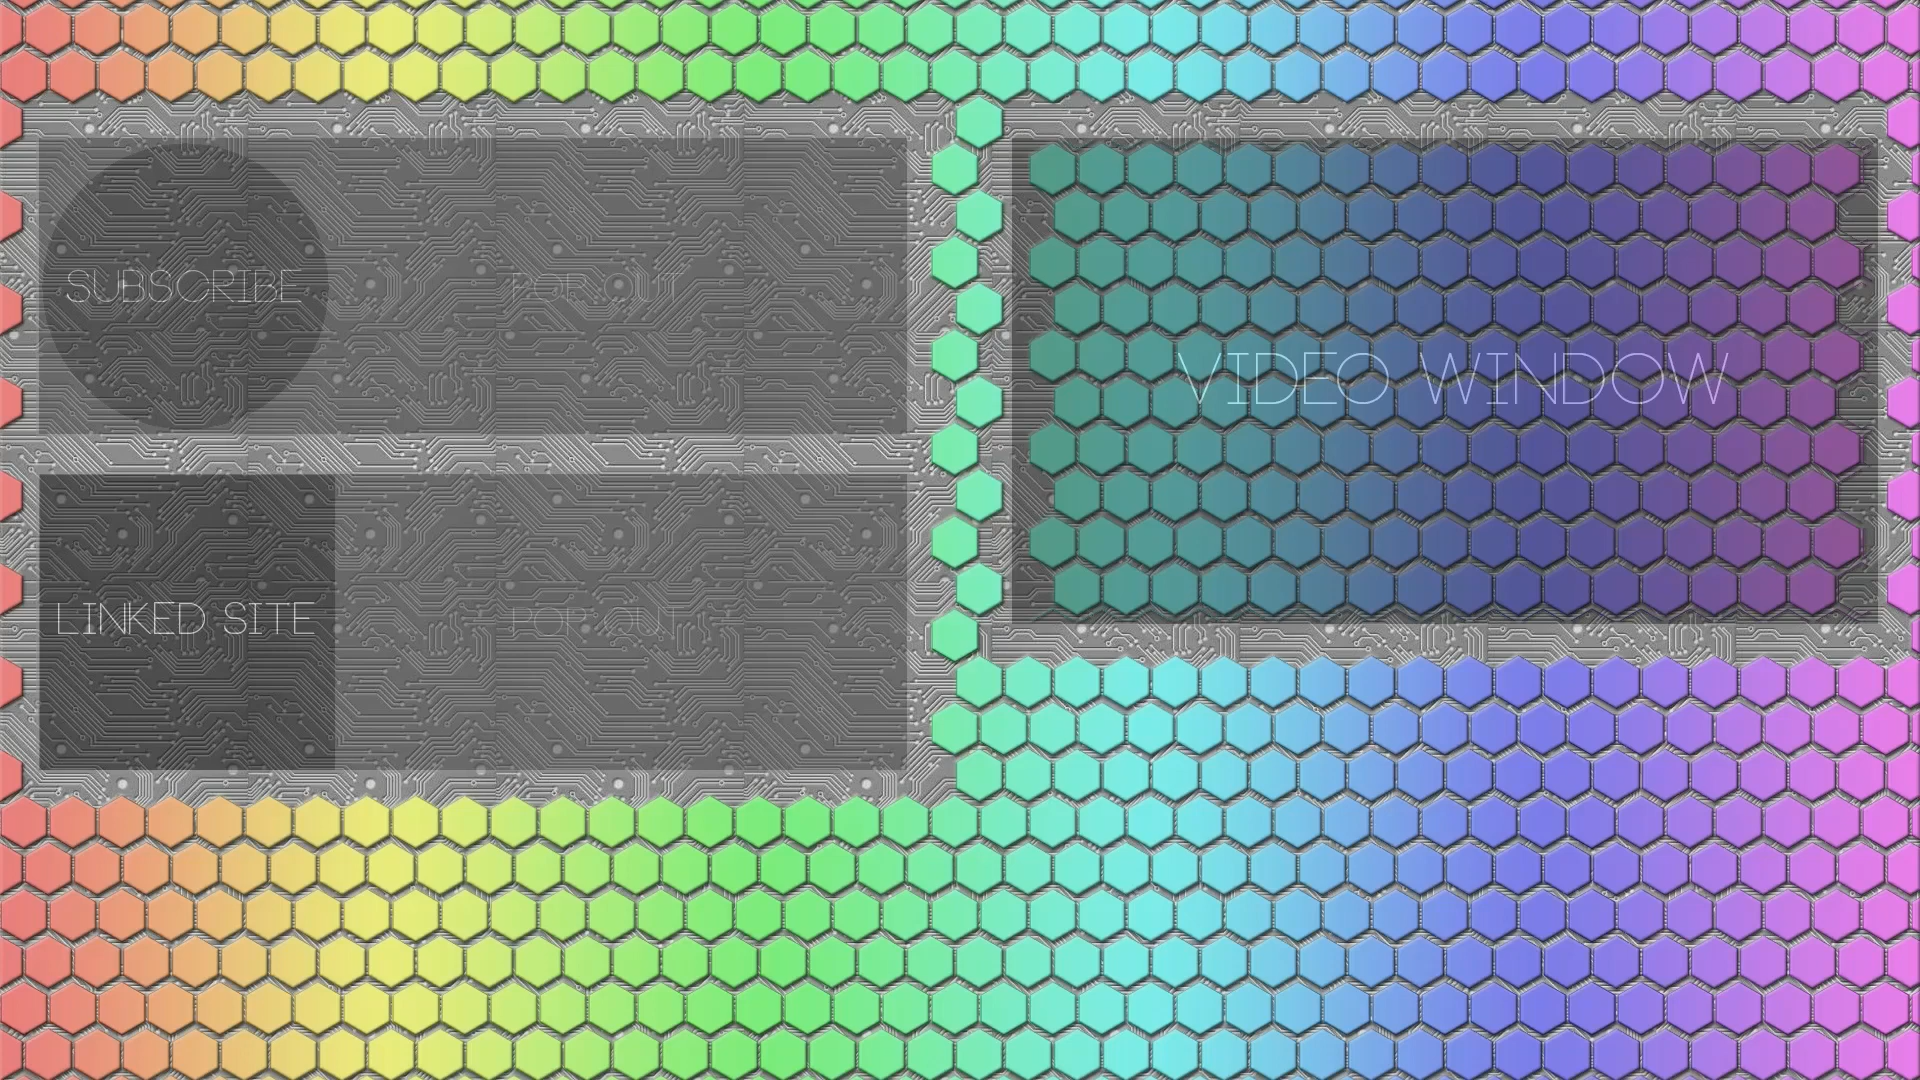 SUBSCRIBE
POP OUT
VIDEO WINDOW
LINKED SITE
POP OUT